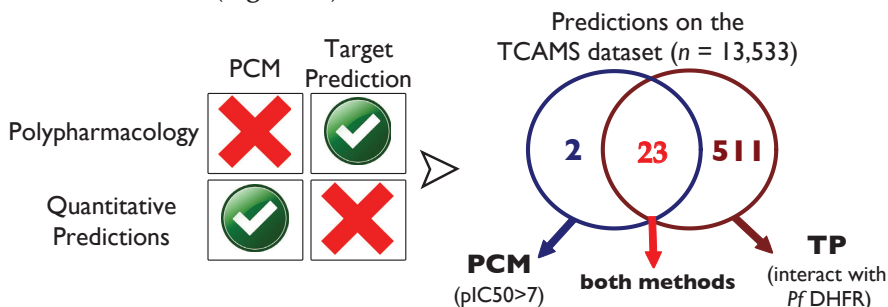 PCM
Target
Prediction
Polypharmacology
Quantitative
Predictions
Predictions on the
TCAMS dataset (n = 13,533)
2
23
511
PCM
(pIC50>7)
both methods
TP
(interact with
Pf DHFR)